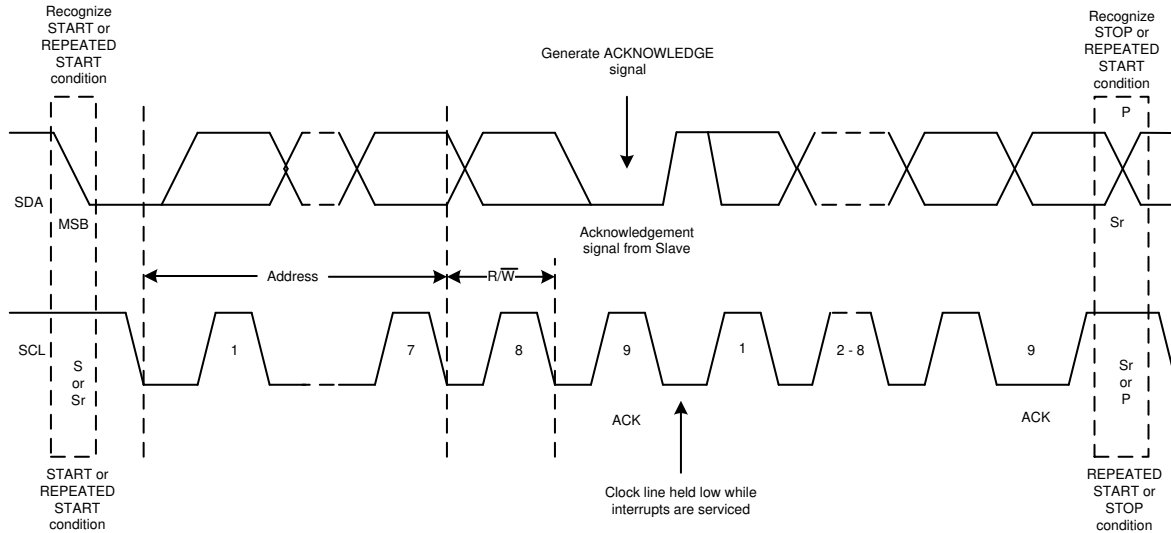 Recognize
START or
REPEATED
START
condition
Recognize
STOP or
REPEATED
START
condition
Generate ACKNOWLEDGE
signal
P
SDA
MSB
Acknowledgement
signal from Slave
Sr
Address
R/W̅
SCL
S
or
Sr
1
7
8
9
1
2 - 8
9
Sr
or
P
ACK
ACK
START or
REPEATED
START
condition
Clock line held low while
interrupts are serviced
REPEATED
START or
STOP
condition